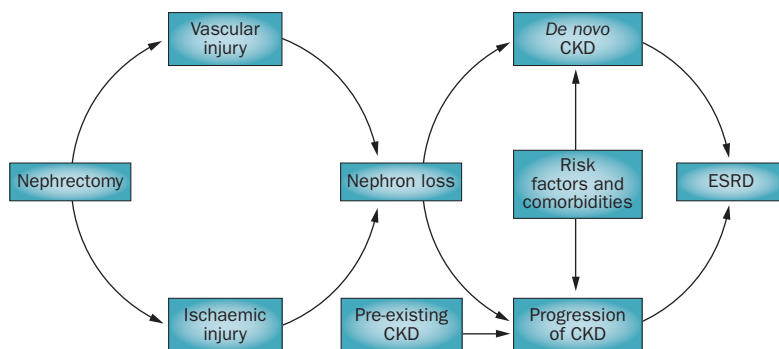 Vascular
injury
De novo
CKD
Nephrectomy
Nephron loss
Risk
factors and
comorbidities
ESRD
Ischaemic
injury
Pre-existing
CKD
Progression
of CKD